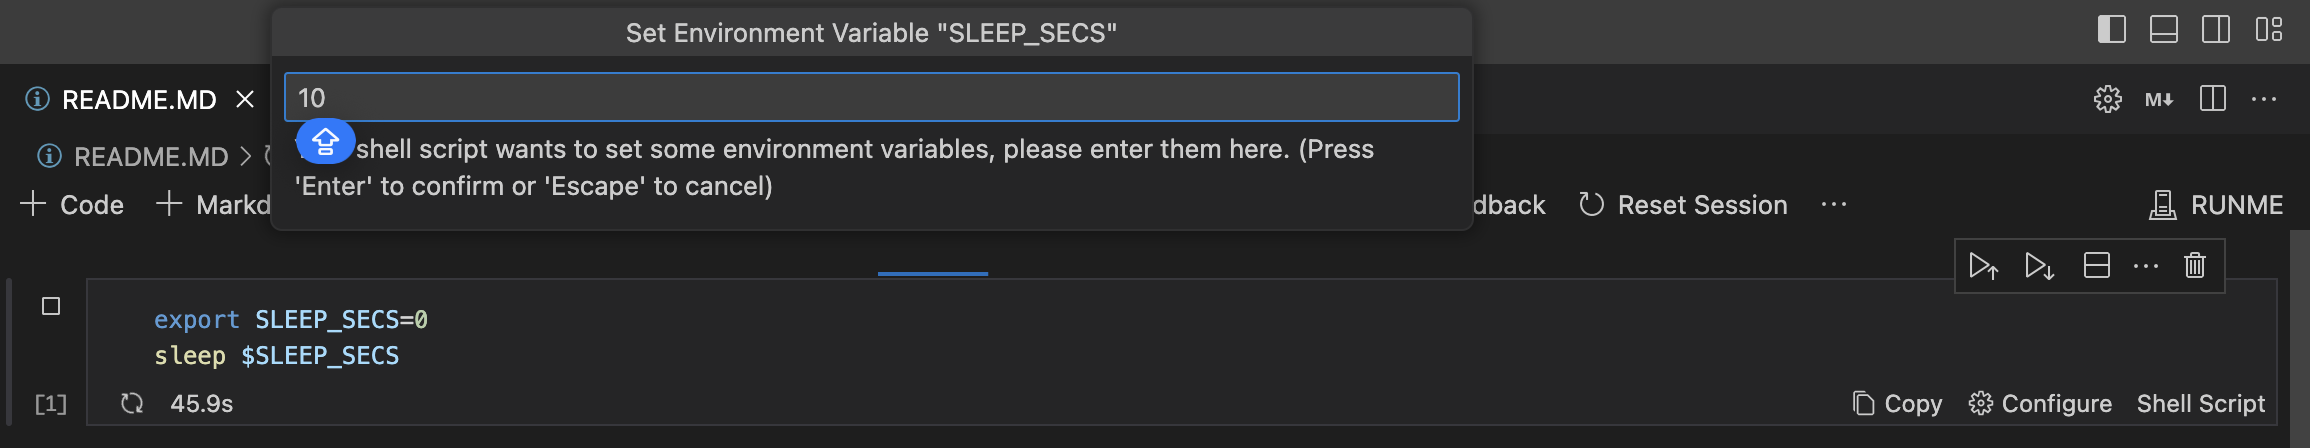 Set Environment Variable "SLEEP_SECS"
10
shell script wants to set some environment variables, please enter them here. (Press
'Enter' to confirm or 'Escape' to cancel)
README.MD
README.MD >
Code
Markd
dback
Reset Session
RUNME
M
export SLEEP_SECS=0
sleep $SLEEP_SECS
[1]
45.9s
Copy
Configure
Shell Script